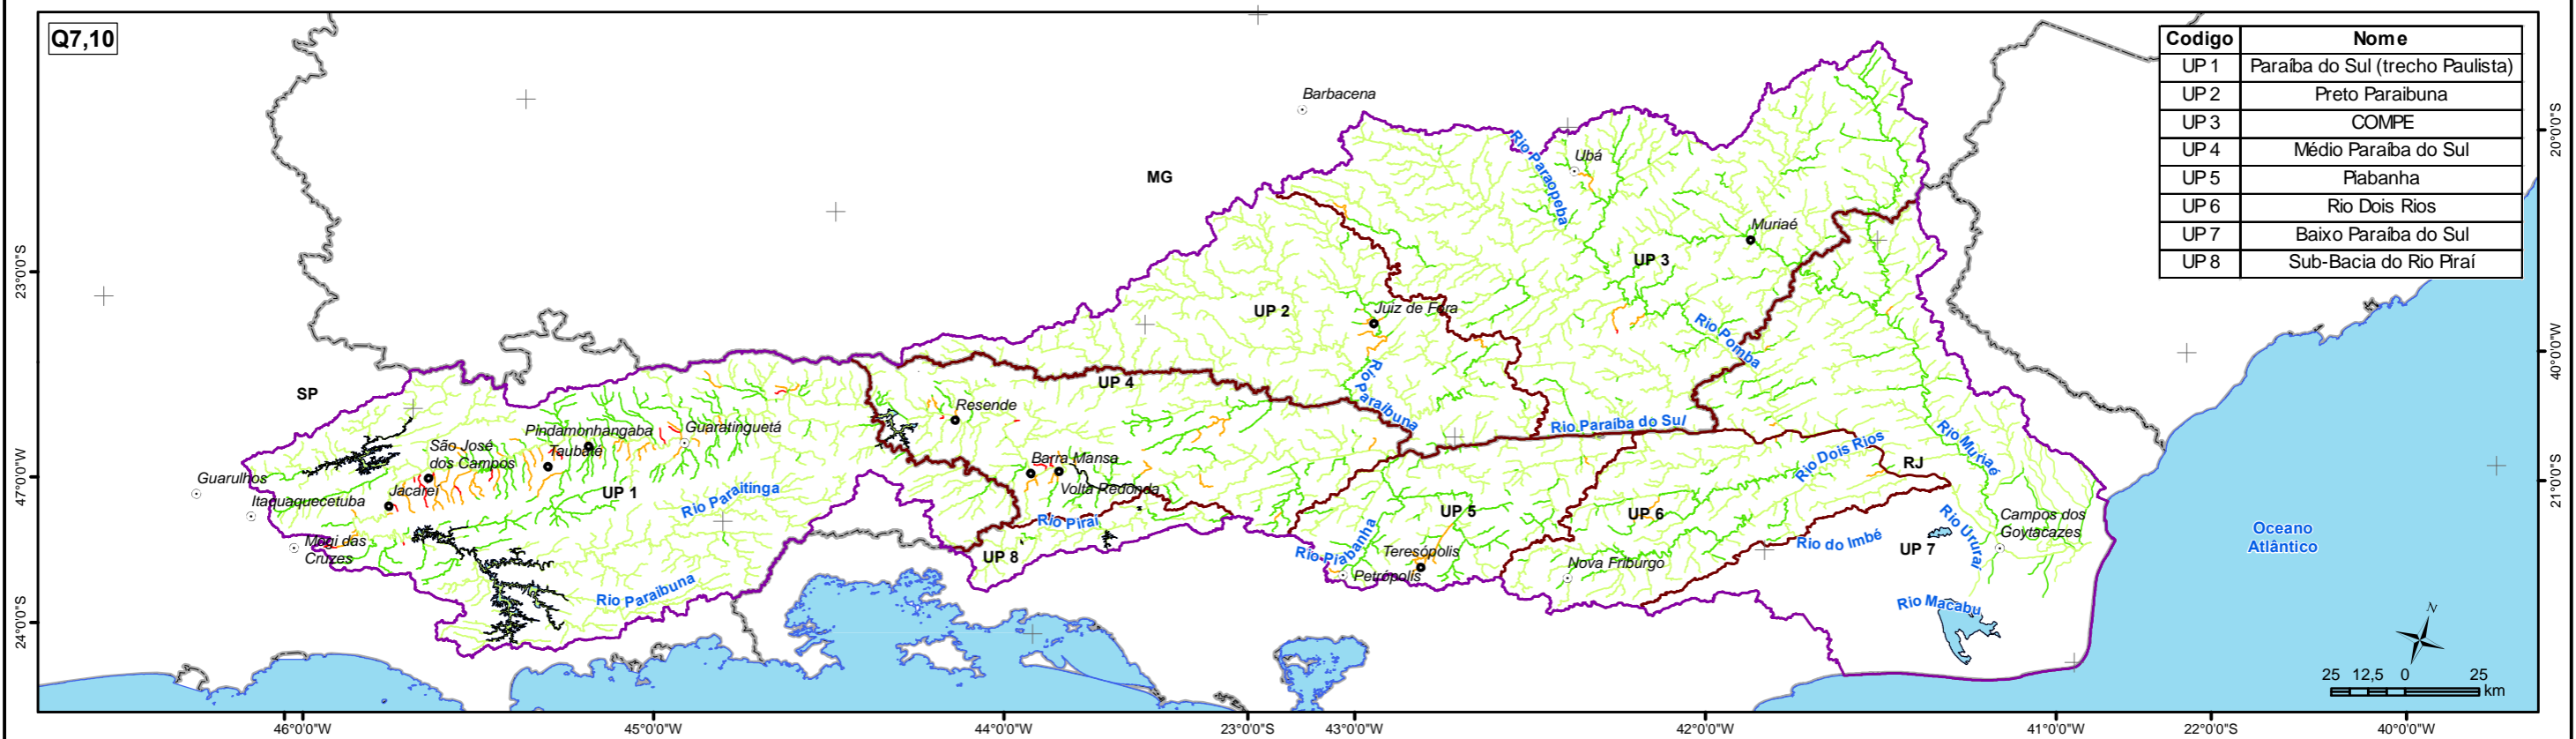 Q7,10
Codigo Nome
UP 1 Paraíba do Sul (trecho Paulista)
UP 2 Preto Paraibuna
UP 3 COMPE
UP 4 Médio Paraíba do Sul
UP 5 Piabanha
UP 6 Rio Dois Rios
UP 7 Baixo Paraíba do Sul
UP 8 Sub-Bacia do Rio Piraí
Barbacena
MG
Rio Paraopeba
Ubá
Muriaé
UP 3
UP 2
Juiz de Fora
Rio Pomba
Rio Paraibuna
SP
UP 4
Resende
Rio Paraíba do Sul
Pindamonhangaba
Guaratinguetá
São José
dos Campos
Taubaté
Rio Dois Rios
Rio Muriaé
RJ
Barra Mansa
Volta Redonda
Guarulhos
Itaquaquecetuba
Jacareí
UP 1
Rio Paraitinga
Rio Piraí
UP 5
UP 6
Mogi das
Cruzes
UP 8
Rio Piabanha
Teresópolis
Petrópolis
Nova Friburgo
Rio do Imbé
UP 7
Rio Ururaí
Campos dos
Goytacazes
Oceano
Atlântico
Rio Paraibuna
Rio Macabu
N
25 12,5 0 25
km
23°0'0"S
47°0'0"W
24°0'0"S
20°0'0"S
40°0'0"W
21°0'0"S
46°0'0"W
45°0'0"W
44°0'0"W
23°0'0"S
43°0'0"W
42°0'0"W
41°0'0"W
22°0'0"S
40°0'0"W